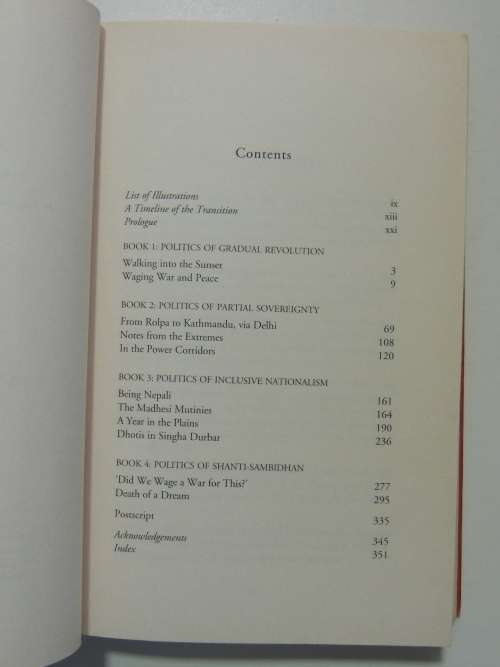 Contents
List of Illustrations ix
A Timeline of the Transition xiii
Prologue xxi
BOOK 1: POLITICS OF GRADUAL REVOLUTION
Walking into the Sunset 3
Waging War and Peace 9
BOOK 2: POLITICS OF PARTIAL SOVEREIGNTY
From Rolpa to Kathmandu, via Delhi 69
Notes from the Extremes 108
In the Power Corridors 120
BOOK 3: POLITICS OF INCLUSIVE NATIONALISM
Being Nepali 161
The Madhesi Mutinies 164
A Year in the Plains 190
Dhotis in Singha Durbar 236
BOOK 4: POLITICS OF SHANTI-SAMBIDHAN
'Did We Wage a War for This?' 277
Death of a Dream 295
Postscript 335
Acknowledgements 345
Index 351